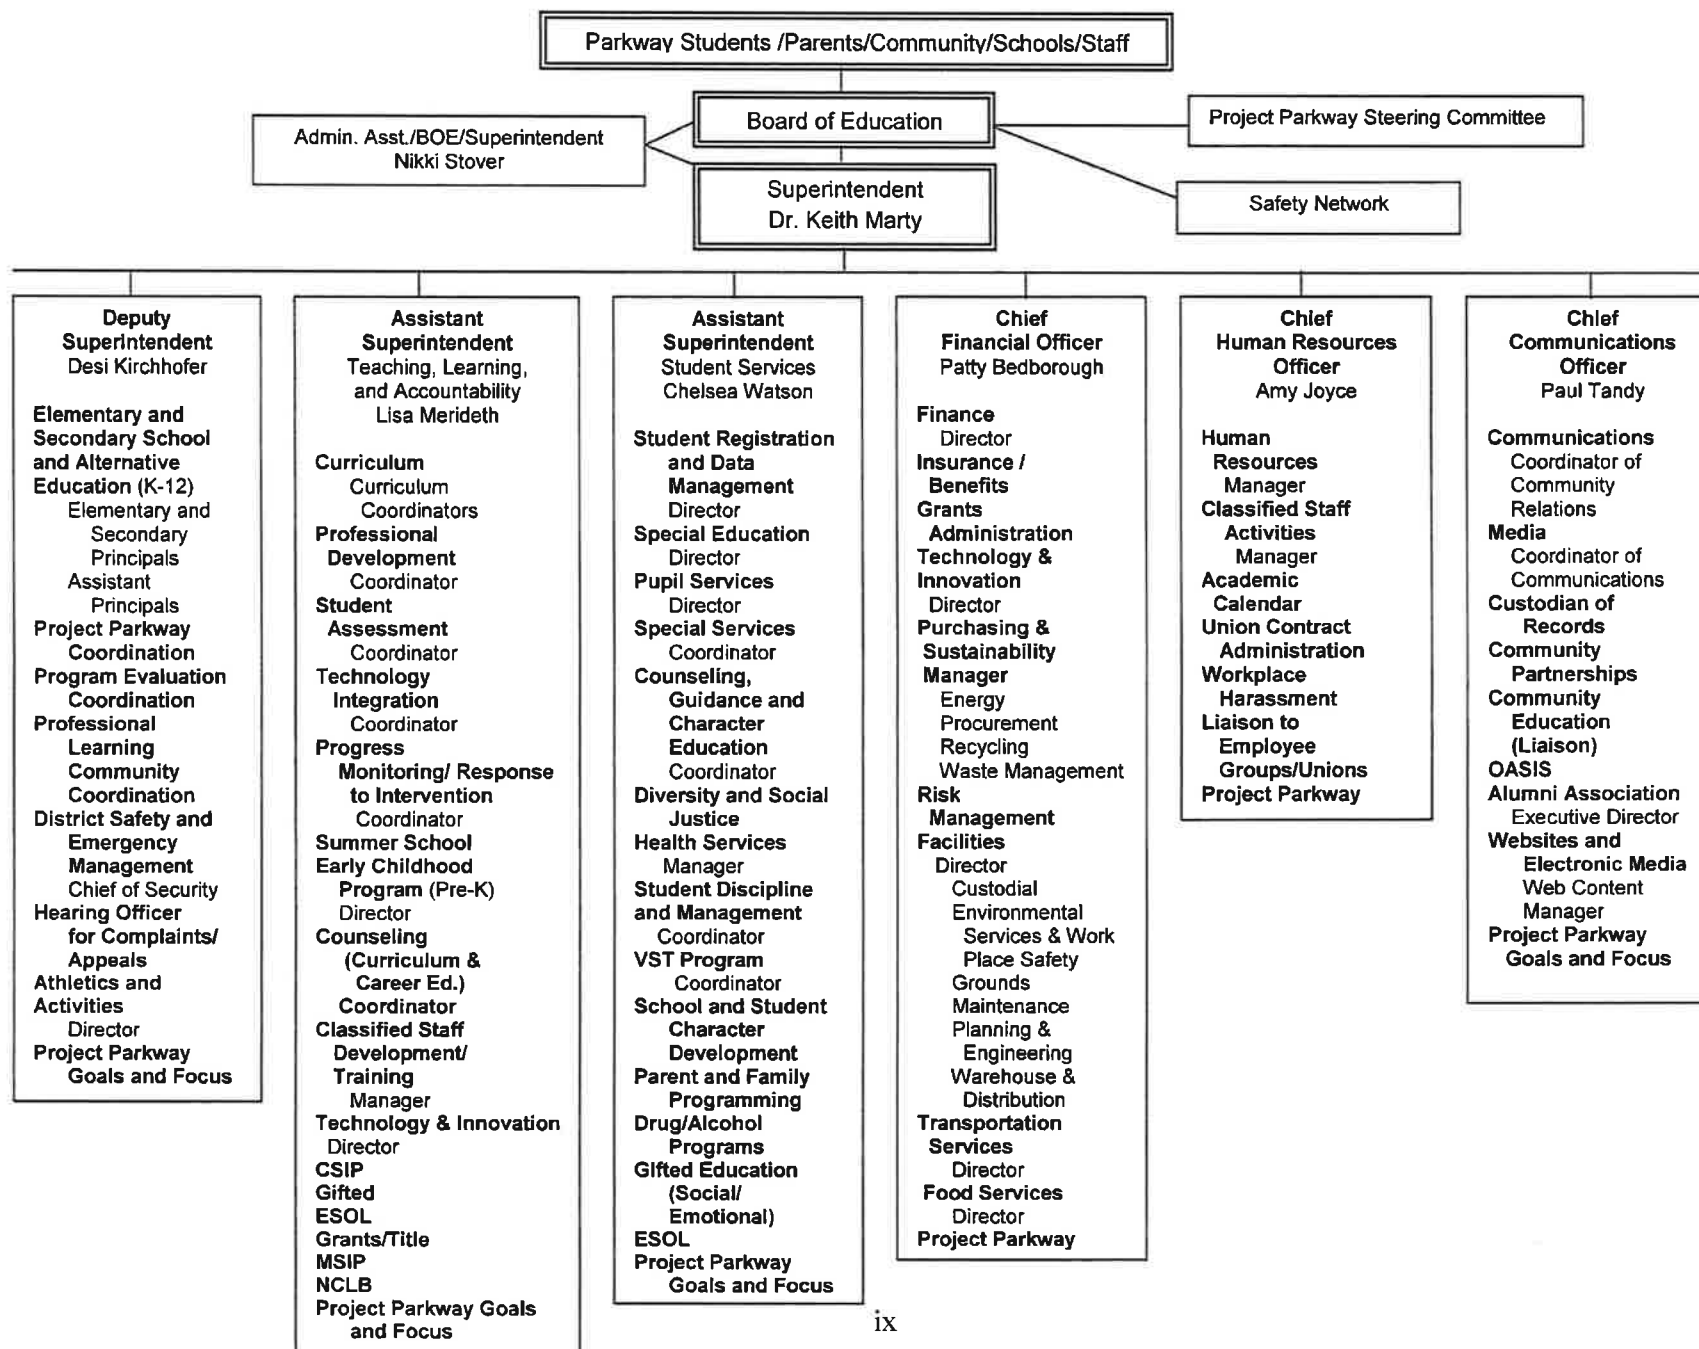 Parkway Students /Parents/Community/Schools/Staff
Board of Education
Admin. Asst./BOE/Superintendent
Nikki Stover
Project Parkway Steering Committee
Superintendent
Dr. Keith Marty
Safety Network
Deputy
Superintendent
Desi Kirchhofer
Elementary and
Secondary School
and Alternative
Education (K-12)
Elementary and
Secondary
Principals
Assistant
Principals
Project Parkway
Coordination
Program Evaluation
Coordination
Professional
Learning
Community
Coordination
District Safety and
Emergency
Management
Chief of Security
Hearing Officer
for Complaints/
Appeals
Athletics and
Activities
Director
Project Parkway
Goals and Focus
Assistant
Superintendent
Teaching, Learning,
and Accountability
Lisa Merideth
Curriculum
Curriculum
Coordinators
Professional
Development
Coordinator
Student
Assessment
Coordinator
Technology
Integration
Coordinator
Progress
Monitoring/ Response
to Intervention
Coordinator
Summer School
Early Childhood
Program (Pre-K)
Director
Counseling
(Curriculum &
Career Ed.)
Coordinator
Classified Staff
Development/
Training
Manager
Technology & Innovation
Director
CSIP
Gifted
ESOL
Grants/Title
MSIP
NCLB
Project Parkway Goals
and Focus
Assistant
Superintendent
Student Services
Chelsea Watson
Student Registration
and Data
Management
Director
Special Education
Director
Pupil Services
Director
Special Services
Coordinator
Counseling,
Guidance and
Character
Education
Coordinator
Diversity and Social
Justice
Health Services
Manager
Student Discipline
and Management
Coordinator
VST Program
Coordinator
School and Student
Character
Development
Parent and Family
Programming
Drug/Alcohol
Programs
Gifted Education
(Social/
Emotional)
ESOL
Project Parkway
Goals and Focus
Chief
Financial Officer
Patty Bedborough
Finance
Director
Insurance /
Benefits
Grants
Administration
Technology &
Innovation
Director
Purchasing &
Sustainability
Manager
Energy
Procurement
Recycling
Waste Management
Risk
Management
Facilities
Director
Custodial
Environmental
Services & Work
Place Safety
Grounds
Maintenance
Planning &
Engineering
Warehouse &
Distribution
Transportation
Services
Director
Food Services
Director
Project Parkway
Chief
Human Resources
Officer
Amy Joyce
Human
Resources
Manager
Classified Staff
Activities
Manager
Academic
Calendar
Union Contract
Administration
Workplace
Harassment
Liaison to
Employee
Groups/Unions
Project Parkway
Chief
Communications
Officer
Paul Tandy
Communications
Coordinator of
Community
Relations
Media
Coordinator of
Communications
Custodian of
Records
Community
Partnerships
Community
Education
(Liaison)
OASIS
Alumni Association
Executive Director
Websites and
Electronic Media
Web Content
Manager
Project Parkway
Goals and Focus
ix